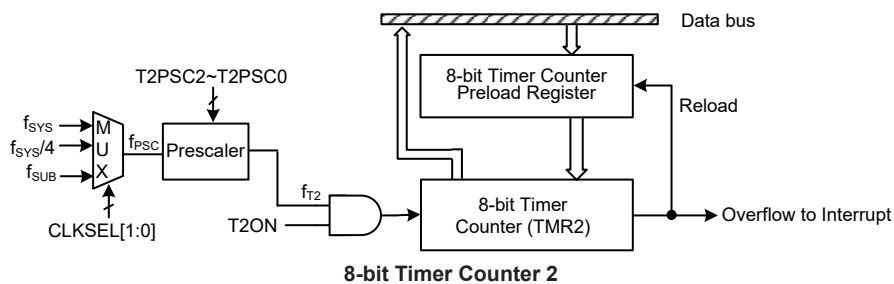 Data bus
T2PSC2~T2PSC0
8-bit Timer Counter
Preload Register
Reload
fSYS
fSYS/4
fSUB
M
U
X
fPSC
Prescaler
CLKSEL[1:0]
fT2
T2ON
8-bit Timer
Counter (TMR2)
Overflow to Interrupt
8-bit Timer Counter 2